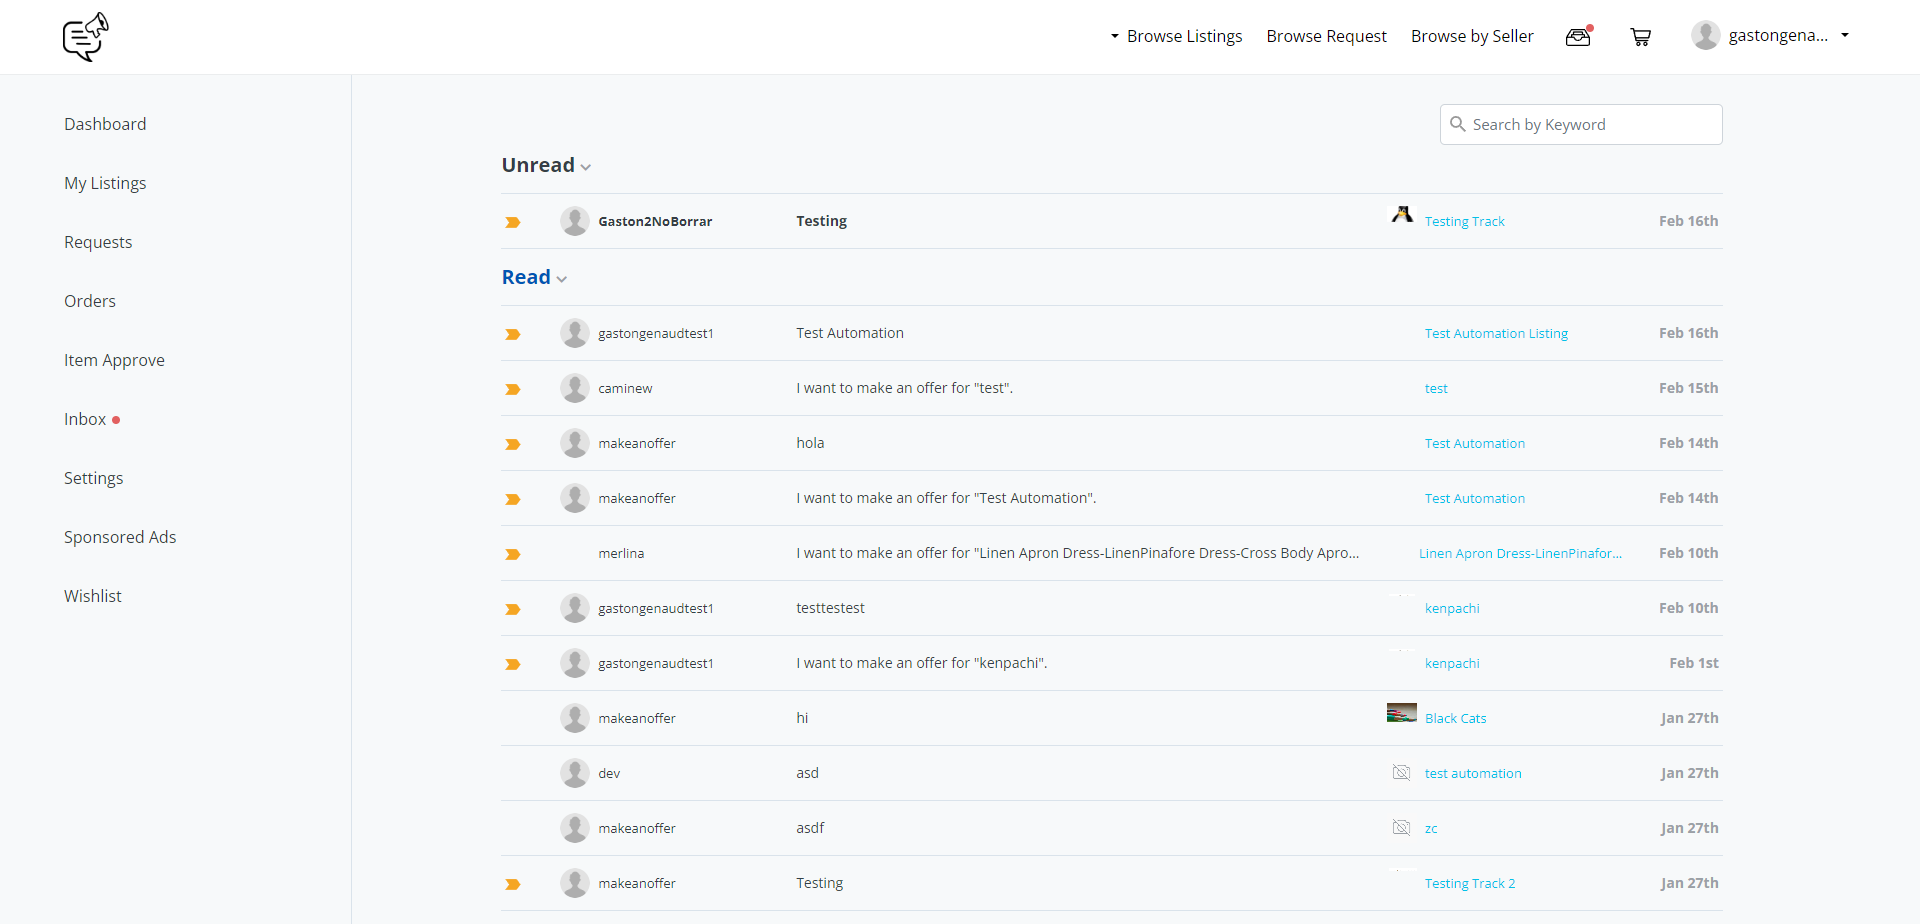 Browse Listings Browse Request Browse by Seller gastongena...
Dashboard
My Listings
Requests
Orders
Item Approve
Inbox
Settings
Sponsored Ads
Wishlist
Search by Keyword
Unread
Gaston2NoBorrar Testing Testing Track Feb 16th
Read
gastongenaudtest1 Test Automation Test Automation Listing Feb 16th
caminew I want to make an offer for "test". test Feb 15th
makeanoffer hola Test Automation Feb 14th
makeanoffer I want to make an offer for "Test Automation". Test Automation Feb 14th
merlina I want to make an offer for "Linen Apron Dress-LinenPinafore Dress-Cross Body Apro... Linen Apron Dress-LinenPinafor... Feb 10th
gastongenaudtest1 testtestest kenpachi Feb 10th
gastongenaudtest1 I want to make an offer for "kenpachi". kenpachi Feb 1st
makeanoffer hi Black Cats Jan 27th
dev asd test automation Jan 27th
makeanoffer asdf zc Jan 27th
makeanoffer Testing Testing Track 2 Jan 27th